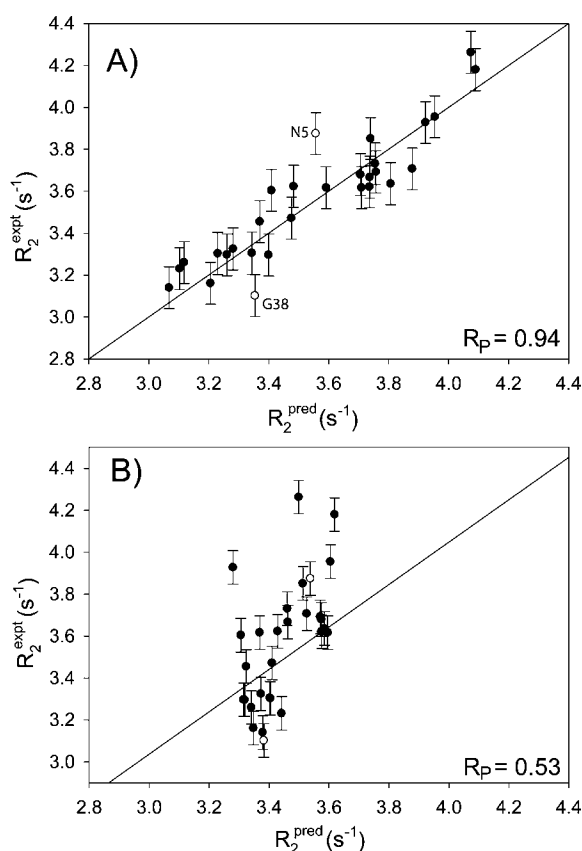 A)
4.4
4.2
4.0
3.8
3.6
3.4
3.2
3.0
2.8
R₂ᵉˣᵖᵗ (s⁻¹)
N5
G38
R_P = 0.94
2.8 3.0 3.2 3.4 3.6 3.8 4.0 4.2 4.4
R₂ᵖʳᵉᵈ (s⁻¹)
B)
4.4
4.2
4.0
3.8
3.6
3.4
3.2
3.0
R₂ᵉˣᵖᵗ (s⁻¹)
R_P = 0.53
2.8 3.0 3.2 3.4 3.6 3.8 4.0 4.2 4.4
R₂ᵖʳᵉᵈ (s⁻¹)